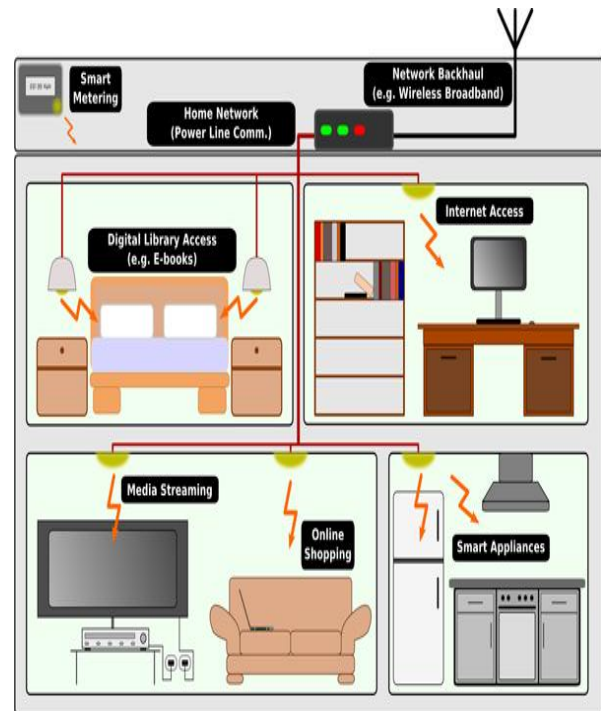 Smart
Metering
Network Backhaul
(e.g. Wireless Broadband)
Home Network
(Power Line Comm.)
Internet Access
Digital Library Access
(e.g. E-books)
Media Streaming
Online
Shopping
Smart Appliances